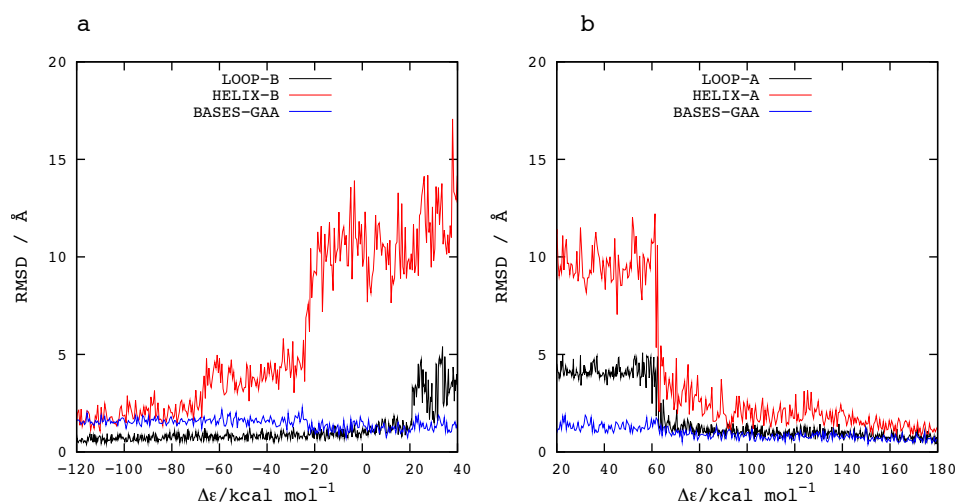 a
20
15
10
5
0
RMSD / Å
LOOP-B
HELIX-B
BASES-GAA
-120 -100 -80 -60 -40 -20 0 20 40
Δε/kcal mol⁻¹
b
20
15
10
5
0
RMSD / Å
LOOP-A
HELIX-A
BASES-GAA
20 40 60 80 100 120 140 160 180
Δε/kcal mol⁻¹